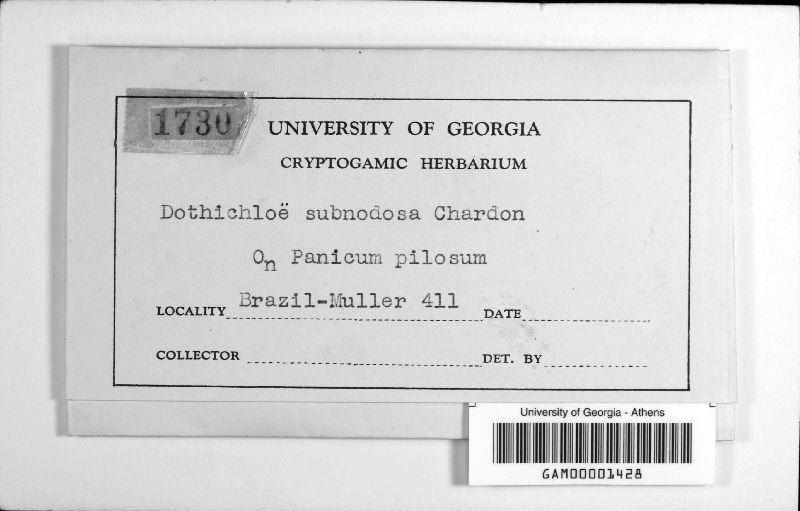 1730
UNIVERSITY OF GEORGIA
CRYPTOGAMIC HERBARIUM
Dothichloë subnodosa Chardon
On Panicum pilosum
LOCALITY Brazil-Muller 411 DATE
COLLECTOR DET. BY
University of Georgia - Athens
GAM00001428